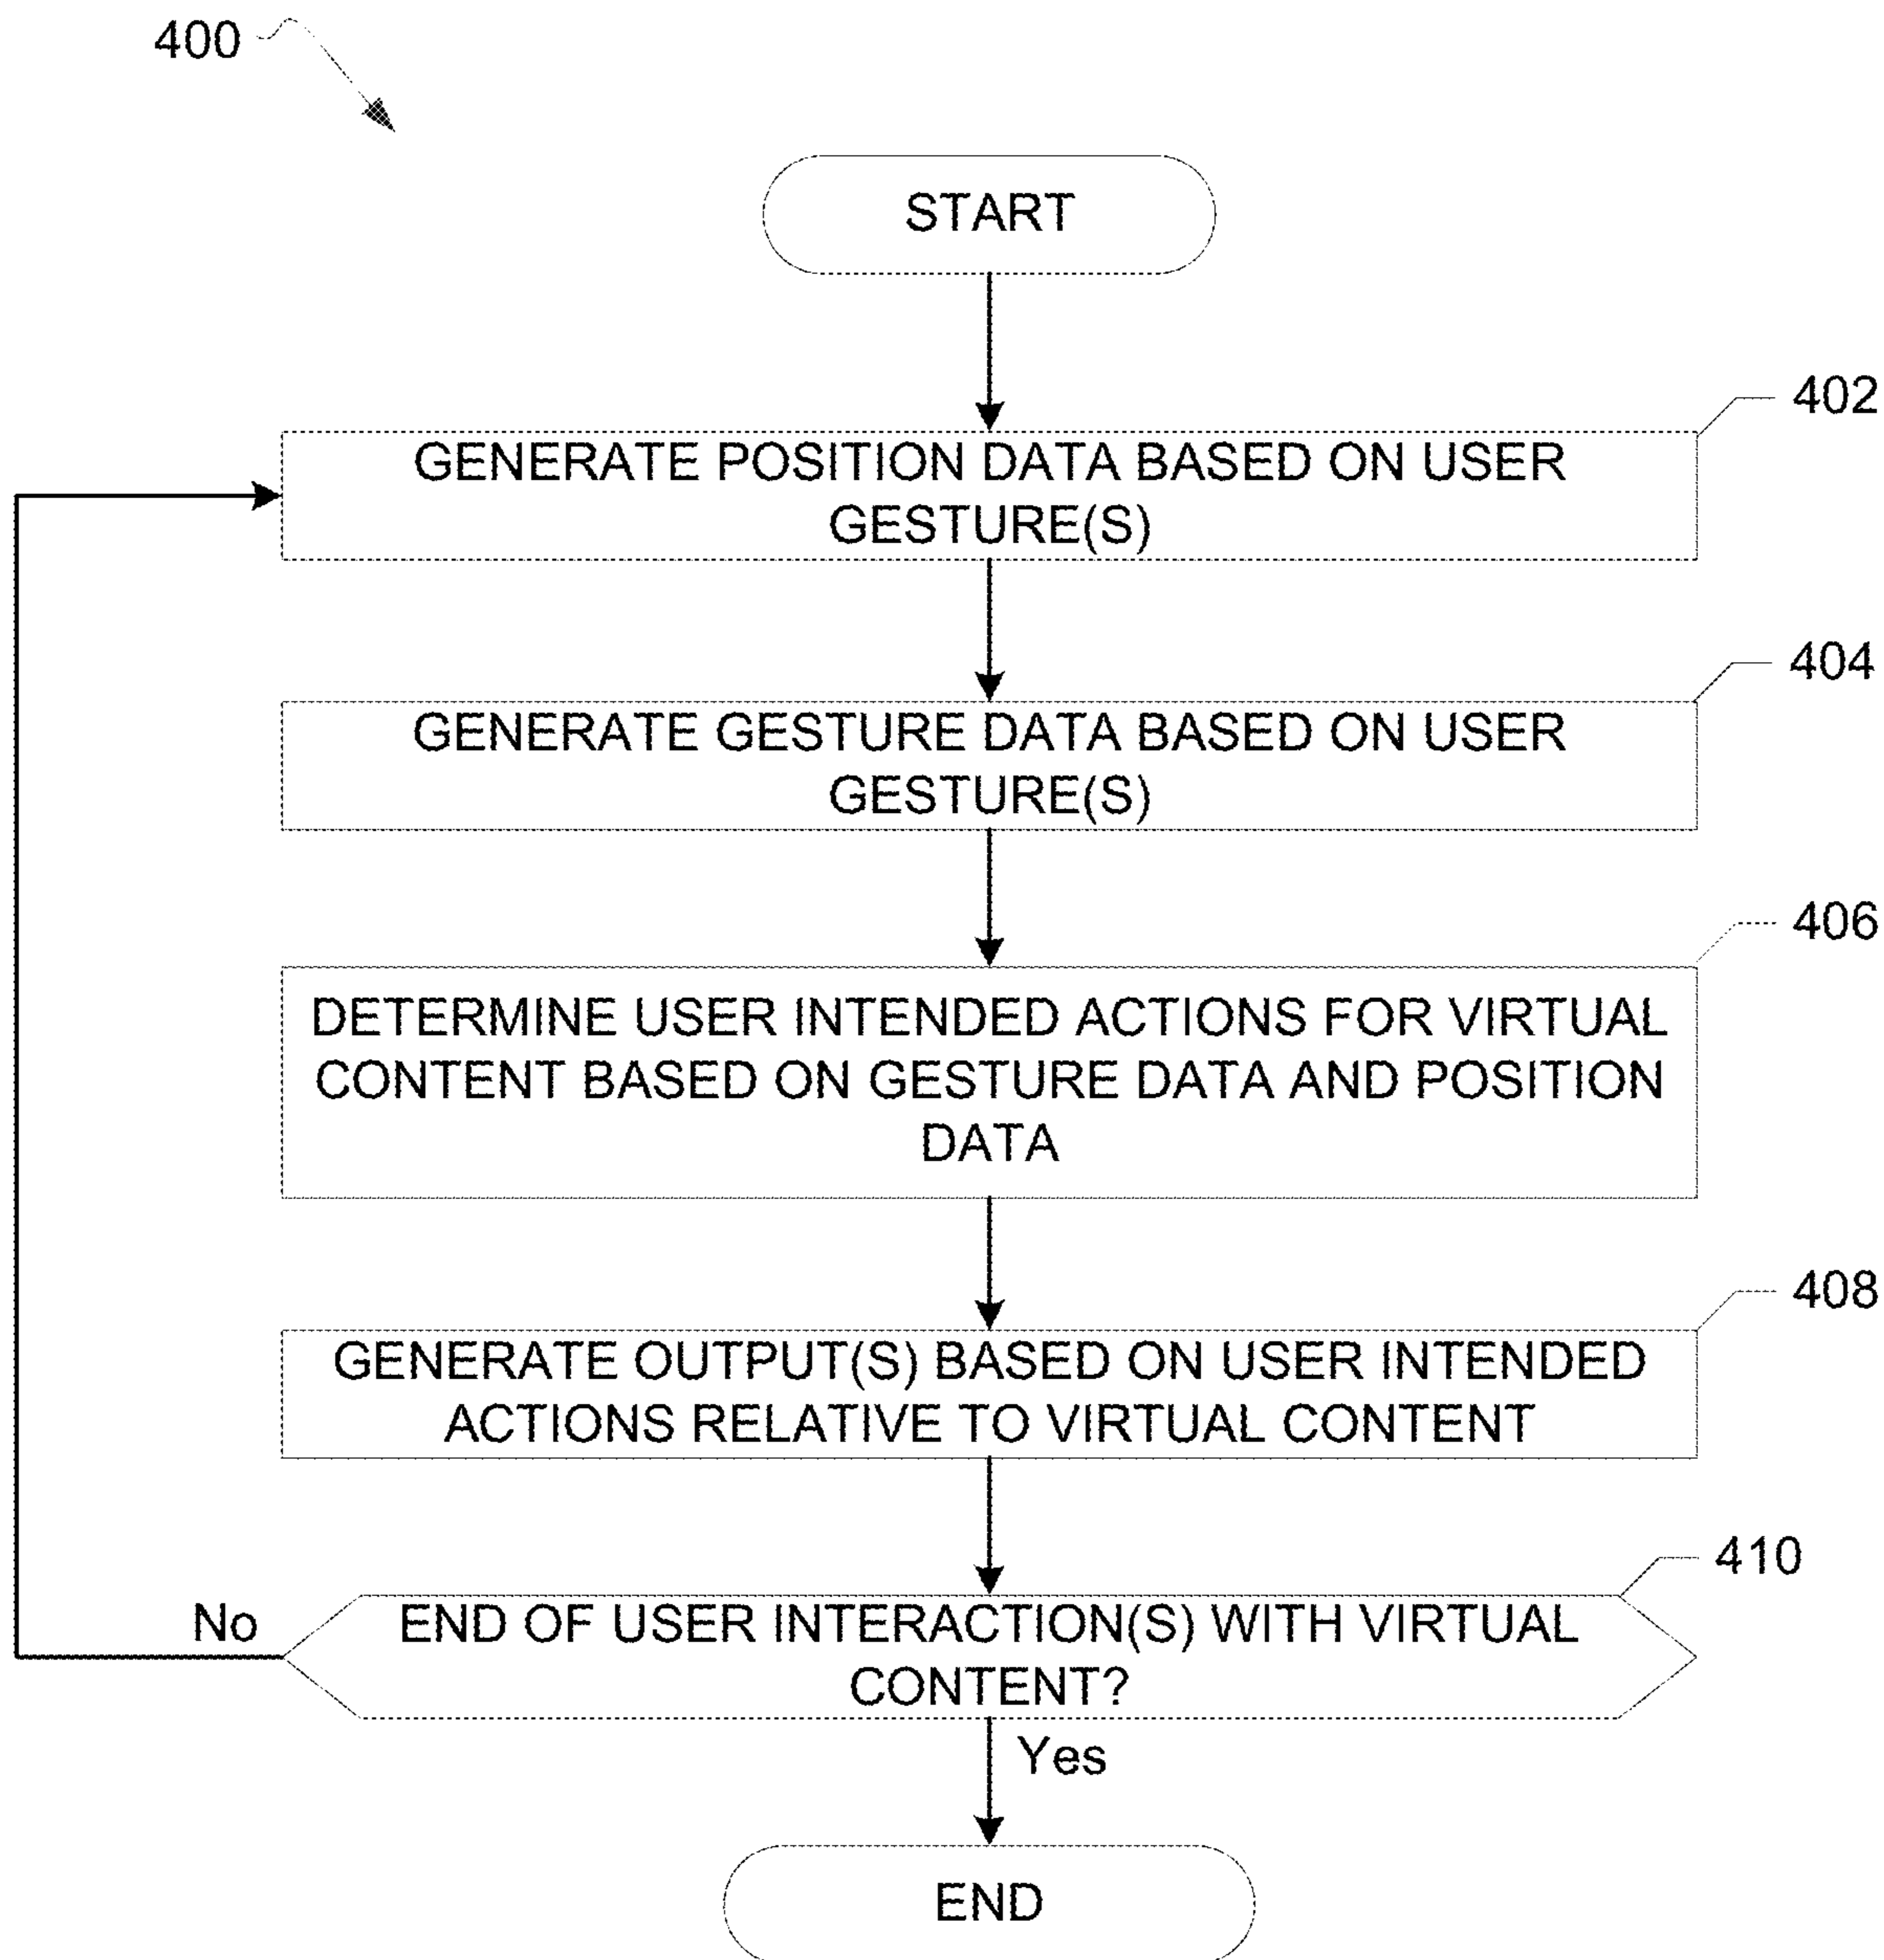 400
START
402
GENERATE POSITION DATA BASED ON USER
GESTURE(S)
404
GENERATE GESTURE DATA BASED ON USER
GESTURE(S)
406
DETERMINE USER INTENDED ACTIONS FOR VIRTUAL
CONTENT BASED ON GESTURE DATA AND POSITION
DATA
408
GENERATE OUTPUT(S) BASED ON USER INTENDED
ACTIONS RELATIVE TO VIRTUAL CONTENT
410
No
END OF USER INTERACTION(S) WITH VIRTUAL
CONTENT?
Yes
END